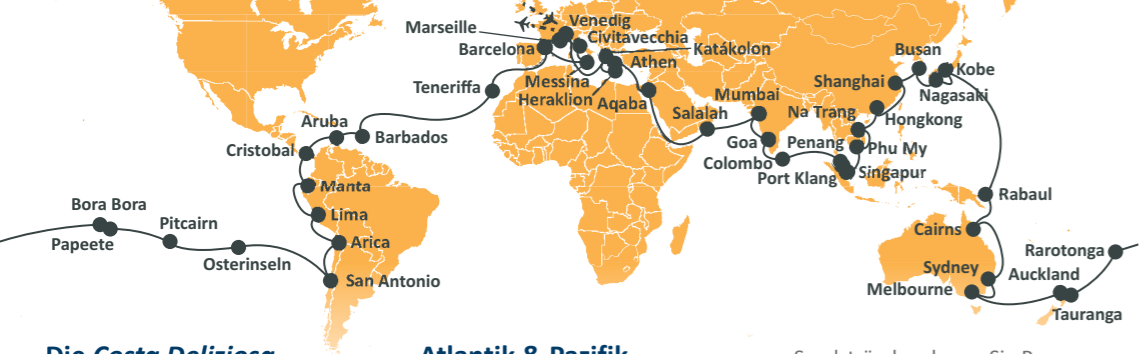 Marseille
Venedig
Civitavecchia
Barcelona
Katákolon
Athen
Teneriffa
Messina
Heraklion
Aqaba
Salalah
Mumbai
Goa
Colombo
Penang
Port Klang
Singapur
Na Trang
Phu My
Hongkong
Shanghai
Busan
Kobe
Nagasaki
Aruba
Barbados
Cristobal
Manta
Lima
Arica
San Antonio
Bora Bora
Papeete
Pitcairn
Osterinseln
Rabaul
Cairns
Sydney
Melbourne
Auckland
Tauranga
Rarotonga
Die Costa Deliziosa
Atlantik & Pazifik